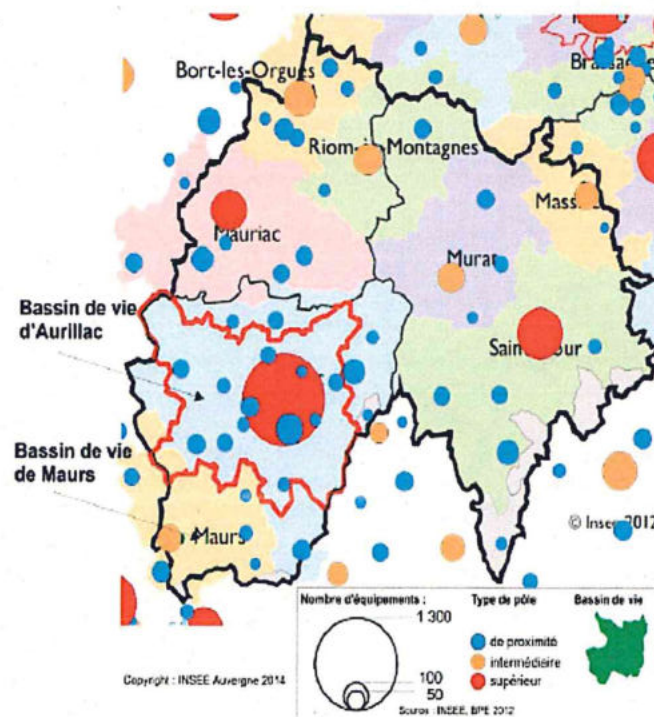 Bort-les-Orgues
Riom-ès-Montagnes
Mauriac
Murat
Bassin de vie
d'Aurillac
Bassin de vie
de Maurs
Maurs
© Insee 2012
Nombre d'équipements :
1 300
100
50
Type de pôle
de proximité
intermédiaire
supérieur
Bassin de vie
Copyright : INSEE Auvergne 2014
Source : INSEE, BPE 2012